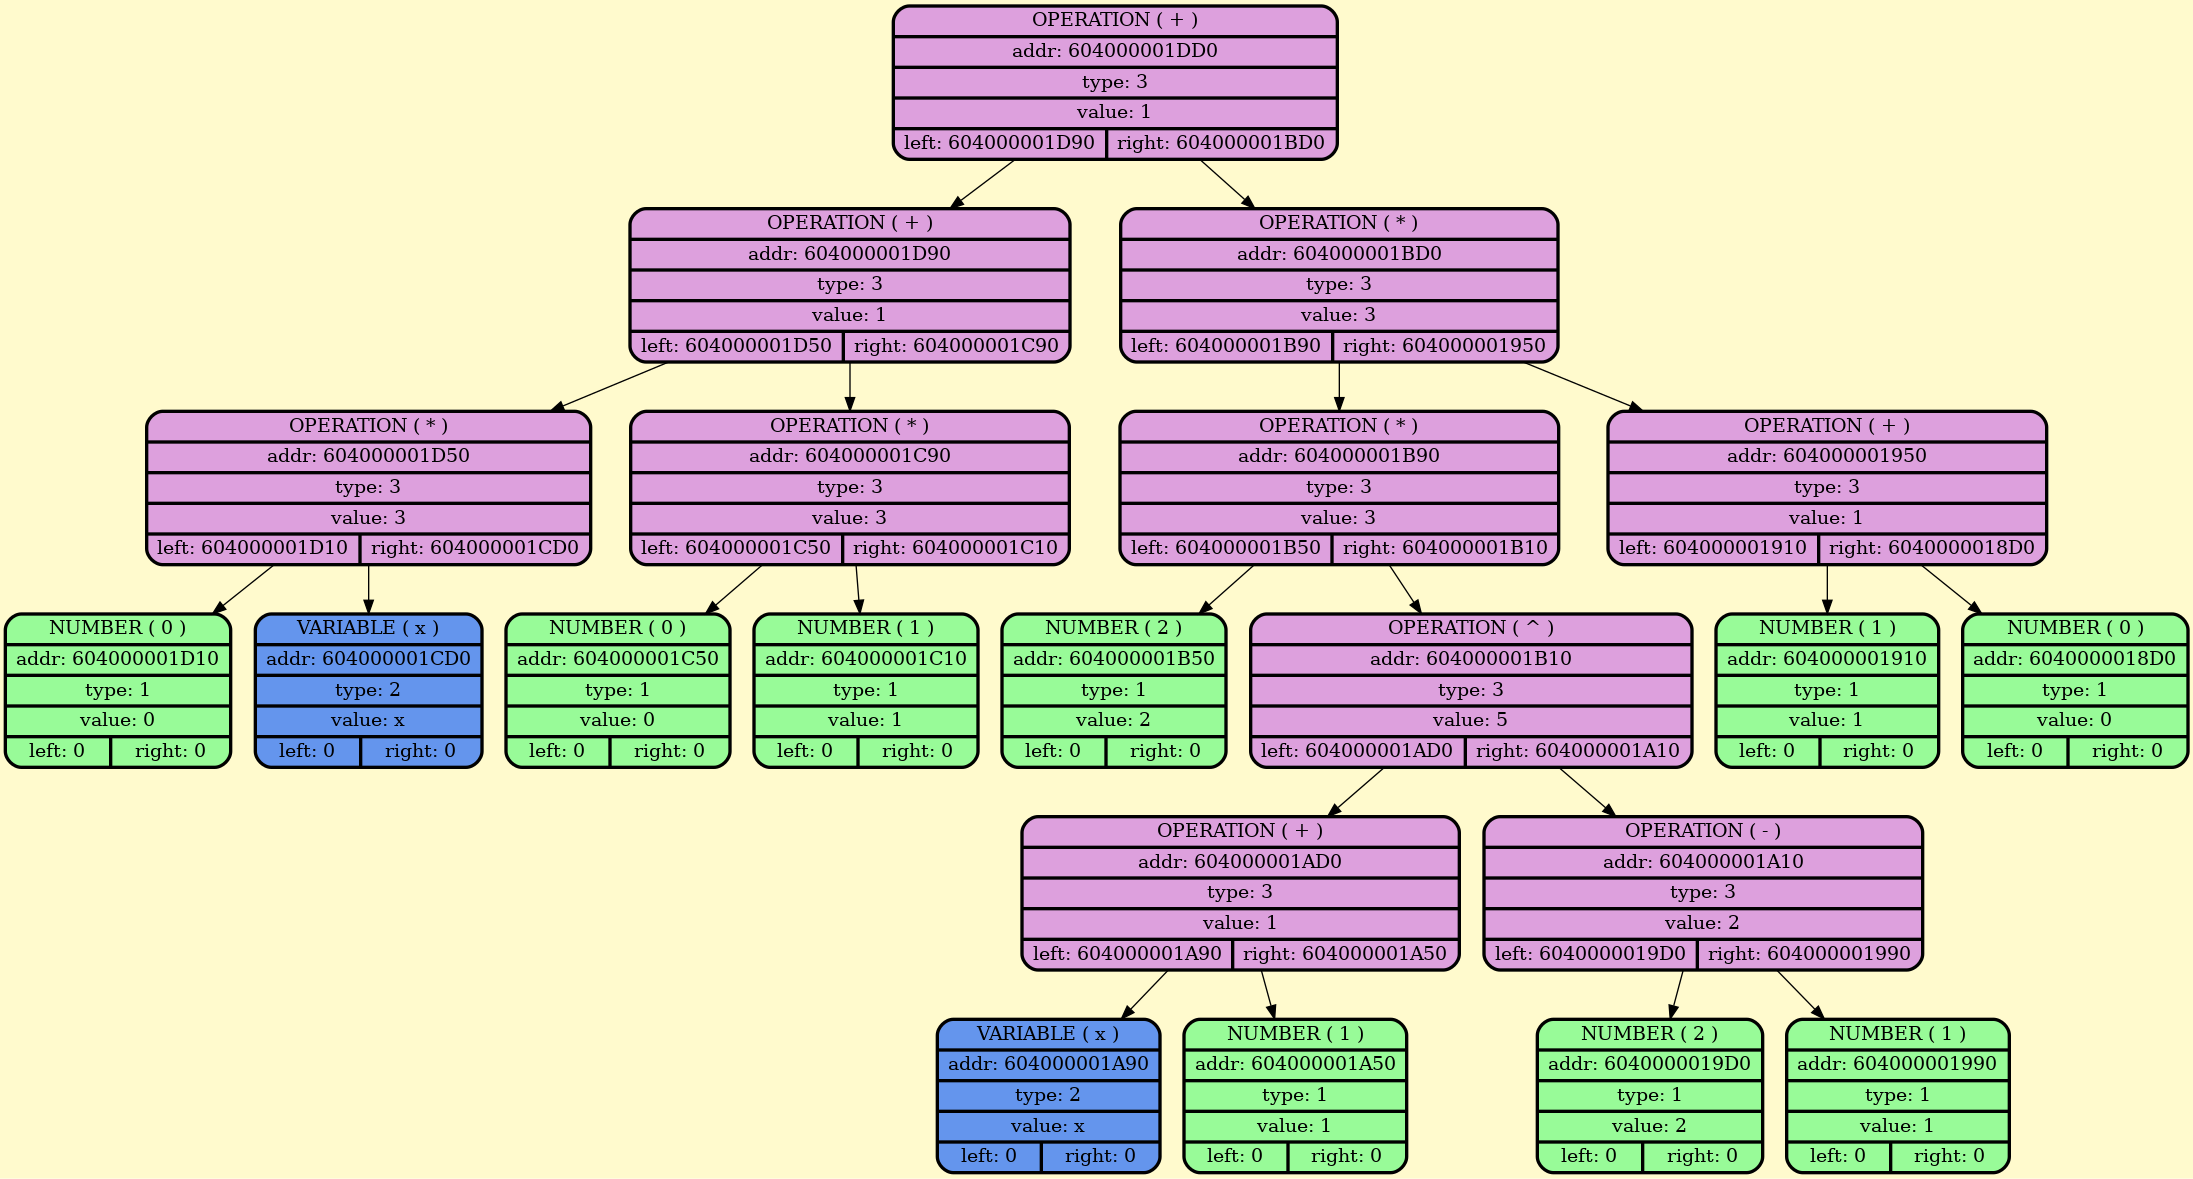 OPERATION ( + )
addr: 604000001DD0
type: 3
value: 1
left: 604000001D90 right: 604000001BD0
OPERATION ( + )
addr: 604000001D90
type: 3
value: 1
left: 604000001D50 right: 604000001C90
OPERATION ( * )
addr: 604000001BD0
type: 3
value: 3
left: 604000001B90 right: 604000001950
OPERATION ( * )
addr: 604000001D50
type: 3
value: 3
left: 604000001D10 right: 604000001CD0
OPERATION ( * )
addr: 604000001C90
type: 3
value: 3
left: 604000001C50 right: 604000001C10
OPERATION ( * )
addr: 604000001B90
type: 3
value: 3
left: 604000001B50 right: 604000001B10
OPERATION ( + )
addr: 604000001950
type: 3
value: 1
left: 604000001910 right: 6040000018D0
NUMBER ( 0 )
addr: 604000001D10
type: 1
value: 0
left: 0 right: 0
VARIABLE ( x )
addr: 604000001CD0
type: 2
value: x
left: 0 right: 0
NUMBER ( 0 )
addr: 604000001C50
type: 1
value: 0
left: 0 right: 0
NUMBER ( 1 )
addr: 604000001C10
type: 1
value: 1
left: 0 right: 0
NUMBER ( 2 )
addr: 604000001B50
type: 1
value: 2
left: 0 right: 0
OPERATION ( ^ )
addr: 604000001B10
type: 3
value: 5
left: 604000001AD0 right: 604000001A10
NUMBER ( 1 )
addr: 604000001910
type: 1
value: 1
left: 0 right: 0
NUMBER ( 0 )
addr: 6040000018D0
type: 1
value: 0
left: 0 right: 0
OPERATION ( + )
addr: 604000001AD0
type: 3
value: 1
left: 604000001A90 right: 604000001A50
OPERATION ( - )
addr: 604000001A10
type: 3
value: 2
left: 6040000019D0 right: 604000001990
VARIABLE ( x )
addr: 604000001A90
type: 2
value: x
left: 0 right: 0
NUMBER ( 1 )
addr: 604000001A50
type: 1
value: 1
left: 0 right: 0
NUMBER ( 2 )
addr: 6040000019D0
type: 1
value: 2
left: 0 right: 0
NUMBER ( 1 )
addr: 604000001990
type: 1
value: 1
left: 0 right: 0